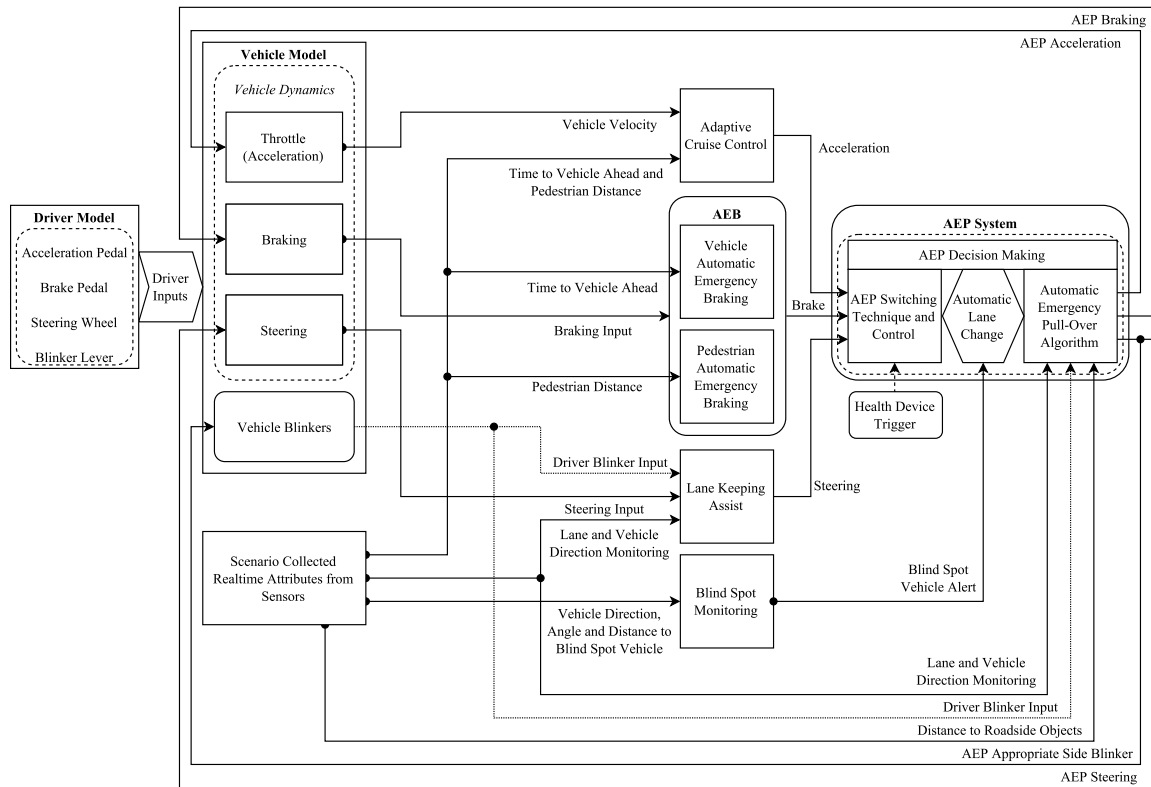 AEP Braking
AEP Acceleration
Vehicle Model
Vehicle Dynamics
Throttle
(Acceleration)
Vehicle Velocity
Adaptive
Cruise Control
Acceleration
Time to Vehicle Ahead and
Pedestrian Distance
Driver Model
Acceleration Pedal
Brake Pedal
Steering Wheel
Blinker Lever
Driver
Inputs
Braking
Steering
Vehicle Blinkers
AEB
Vehicle
Automatic
Emergency
Braking
Time to Vehicle Ahead
Braking Input
Pedestrian
Automatic
Emergency
Braking
Pedestrian Distance
Brake
AEP System
AEP Decision Making
AEP Switching
Technique and
Control
Automatic
Lane
Change
Automatic
Emergency
Pull-Over
Algorithm
Health Device
Trigger
Driver Blinker Input
Lane Keeping
Assist
Steering
Steering Input
Lane and Vehicle
Direction Monitoring
Scenario Collected
Realtime Attributes from
Sensors
Blind Spot
Monitoring
Blind Spot
Vehicle Alert
Vehicle Direction,
Angle and Distance to
Blind Spot Vehicle
Lane and Vehicle
Direction Monitoring
Driver Blinker Input
Distance to Roadside Objects
AEP Appropriate Side Blinker
AEP Steering